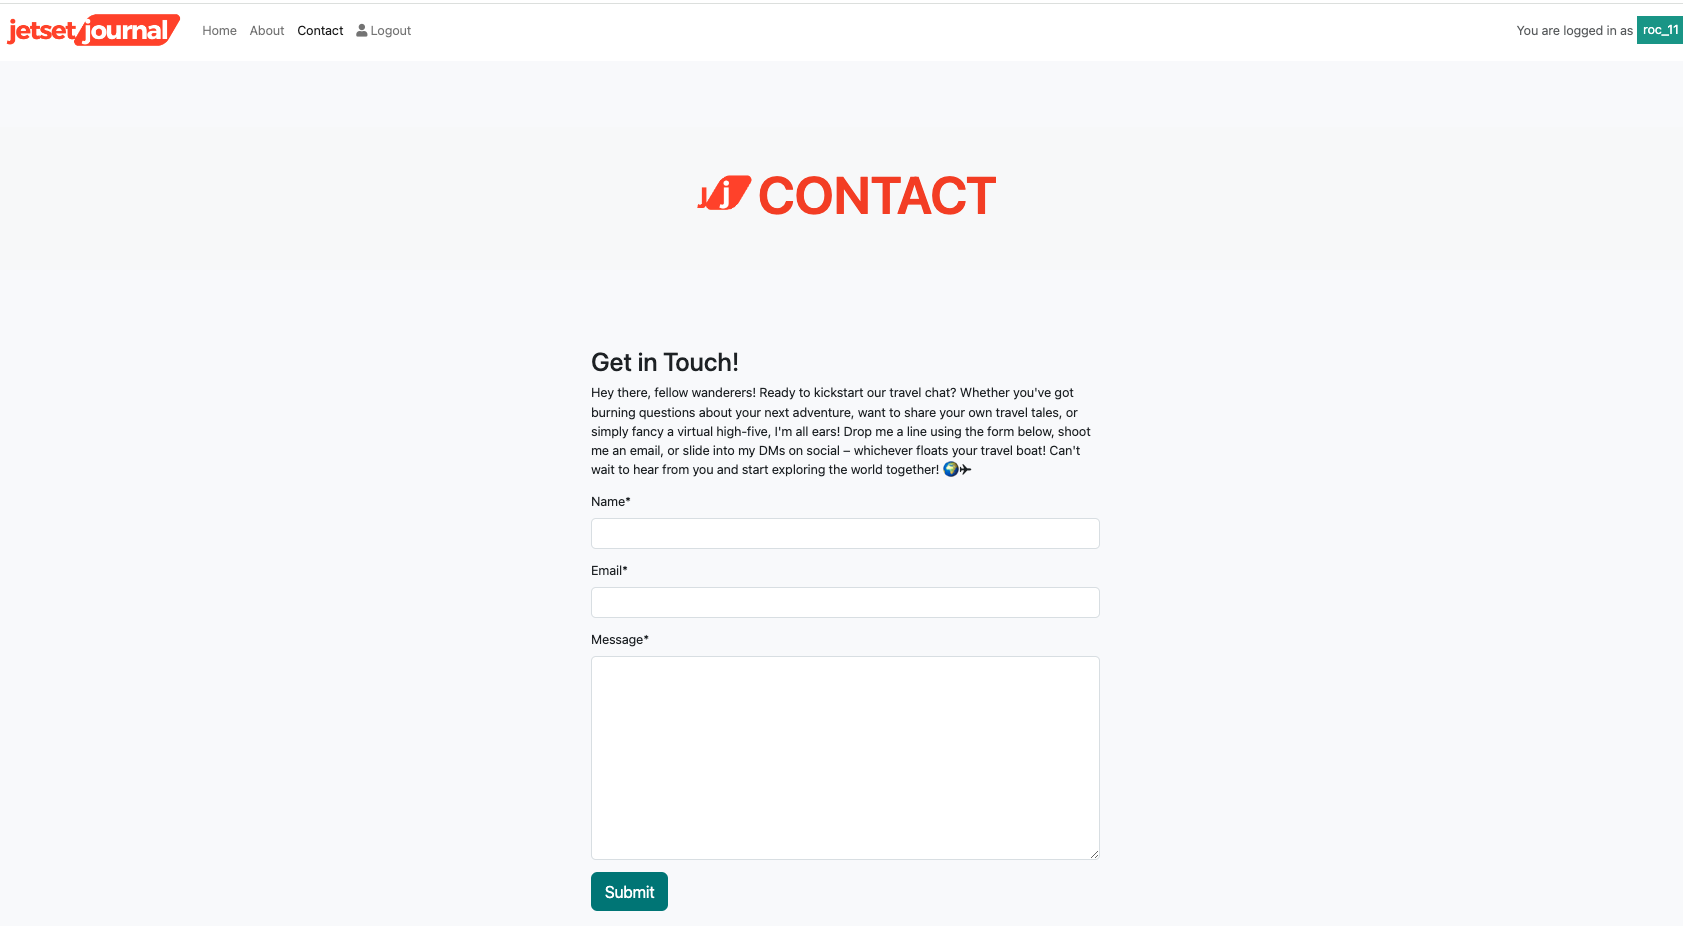 jetset journal Home About Contact Logout You are logged in as roc_11
jj CONTACT
Get in Touch!
Hey there, fellow wanderers! Ready to kickstart our travel chat? Whether you've got
burning questions about your next adventure, want to share your own travel tales, or
simply fancy a virtual high-five, I'm all ears! Drop me a line using the form below, shoot
me an email, or slide into my DMs on social – whichever floats your travel boat! Can't
wait to hear from you and start exploring the world together! 🌍✈
Name*
Email*
Message*
Submit